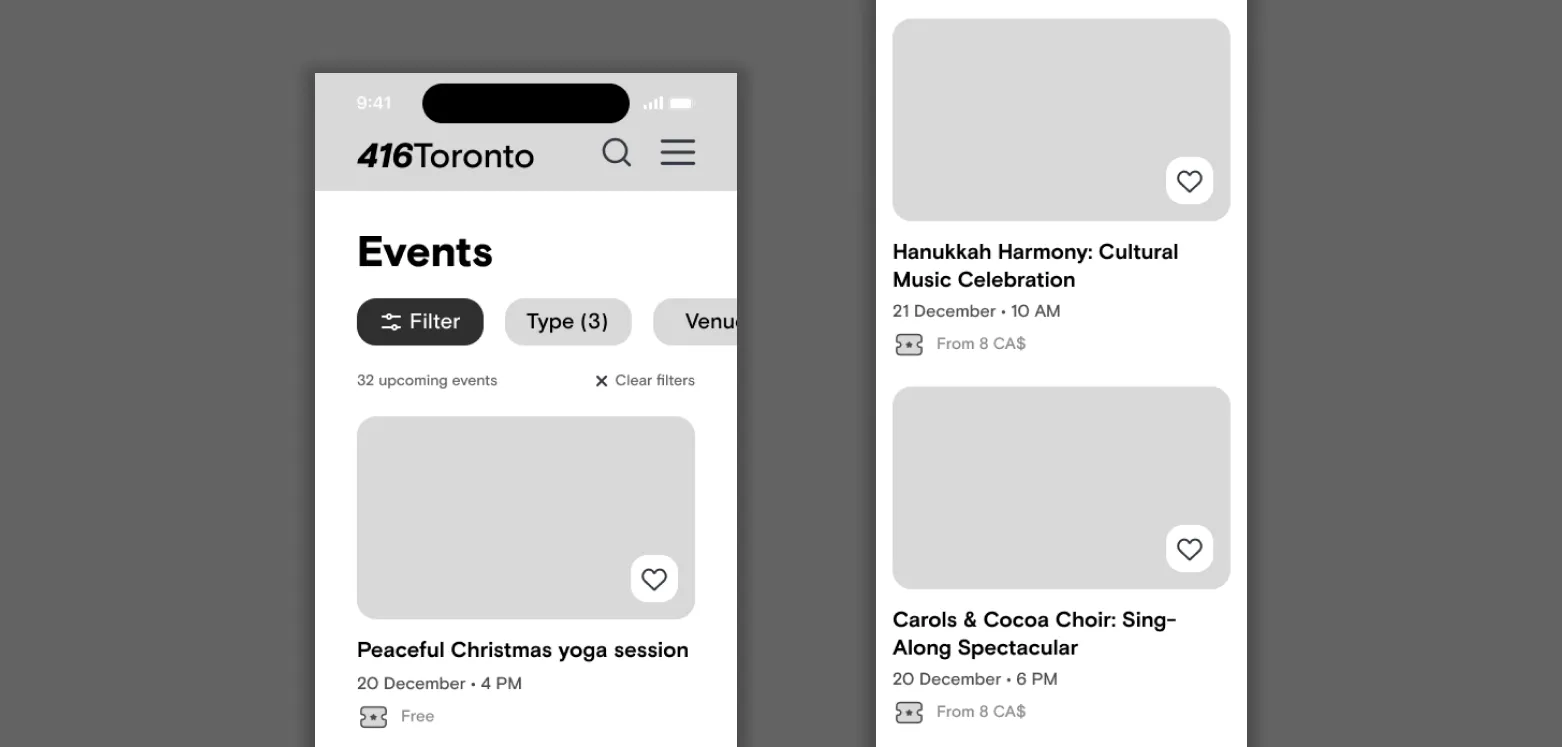 9:41
416Toronto
Events
Filter
Type (3)
Venu
32 upcoming events
Clear filters
Peaceful Christmas yoga session
20 December • 4 PM
Free
Hanukkah Harmony: Cultural
Music Celebration
21 December • 10 AM
From 8 CA$
Carols & Cocoa Choir: Sing-
Along Spectacular
20 December • 6 PM
From 8 CA$